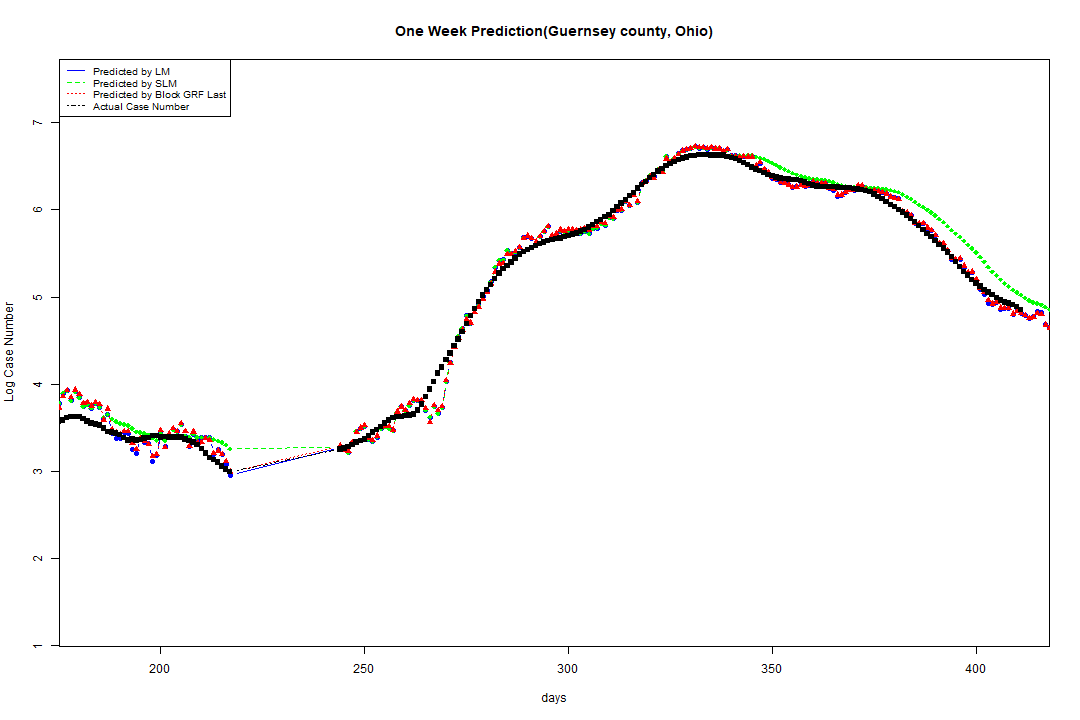 One Week Prediction(Guernsey county, Ohio)
Predicted by LM
Predicted by SLM
Predicted by Block GRF Last
Actual Case Number
7
6
5
4
3
2
1
Log Case Number
200 250 300 350 400
days